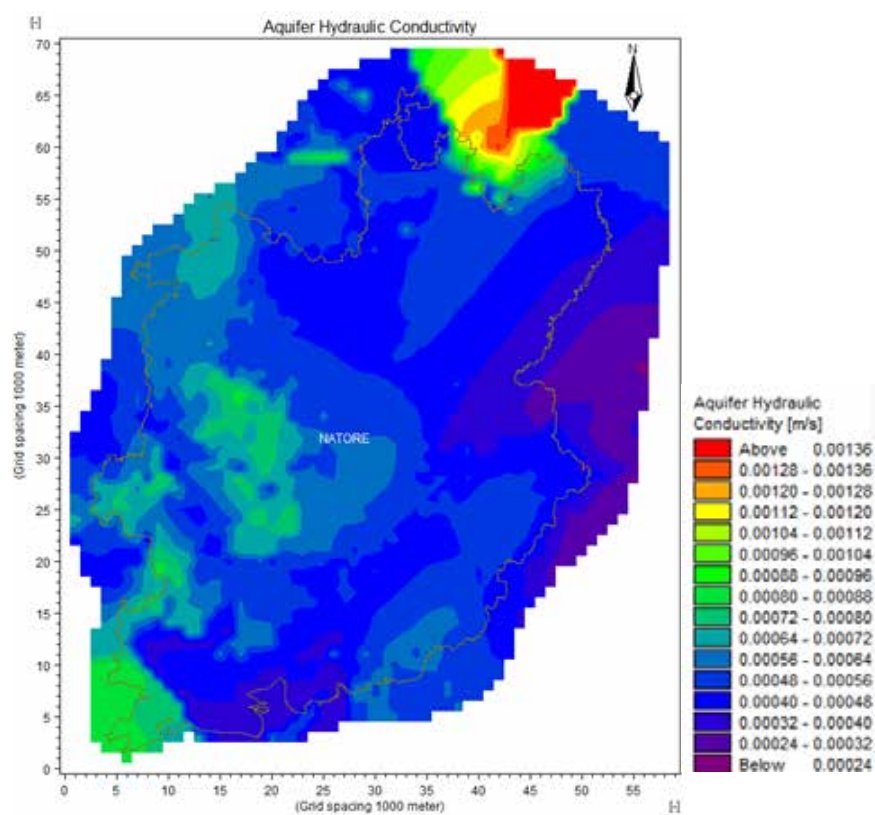 [-]
Aquifer Hydraulic Conductivity
N
70
65
60
55
50
45
40
35
30
25
20
15
10
5
0
(Grid spacing 1000 meter)
NATORE
0 5 10 15 20 25 30 35 40 45 50 55
(Grid spacing 1000 meter) [-]
Aquifer Hydraulic
Conductivity [m/s]
Above 0.00136
0.00128 - 0.00136
0.00120 - 0.00128
0.00112 - 0.00120
0.00104 - 0.00112
0.00096 - 0.00104
0.00088 - 0.00096
0.00080 - 0.00088
0.00072 - 0.00080
0.00064 - 0.00072
0.00056 - 0.00064
0.00048 - 0.00056
0.00040 - 0.00048
0.00032 - 0.00040
0.00024 - 0.00032
Below 0.00024